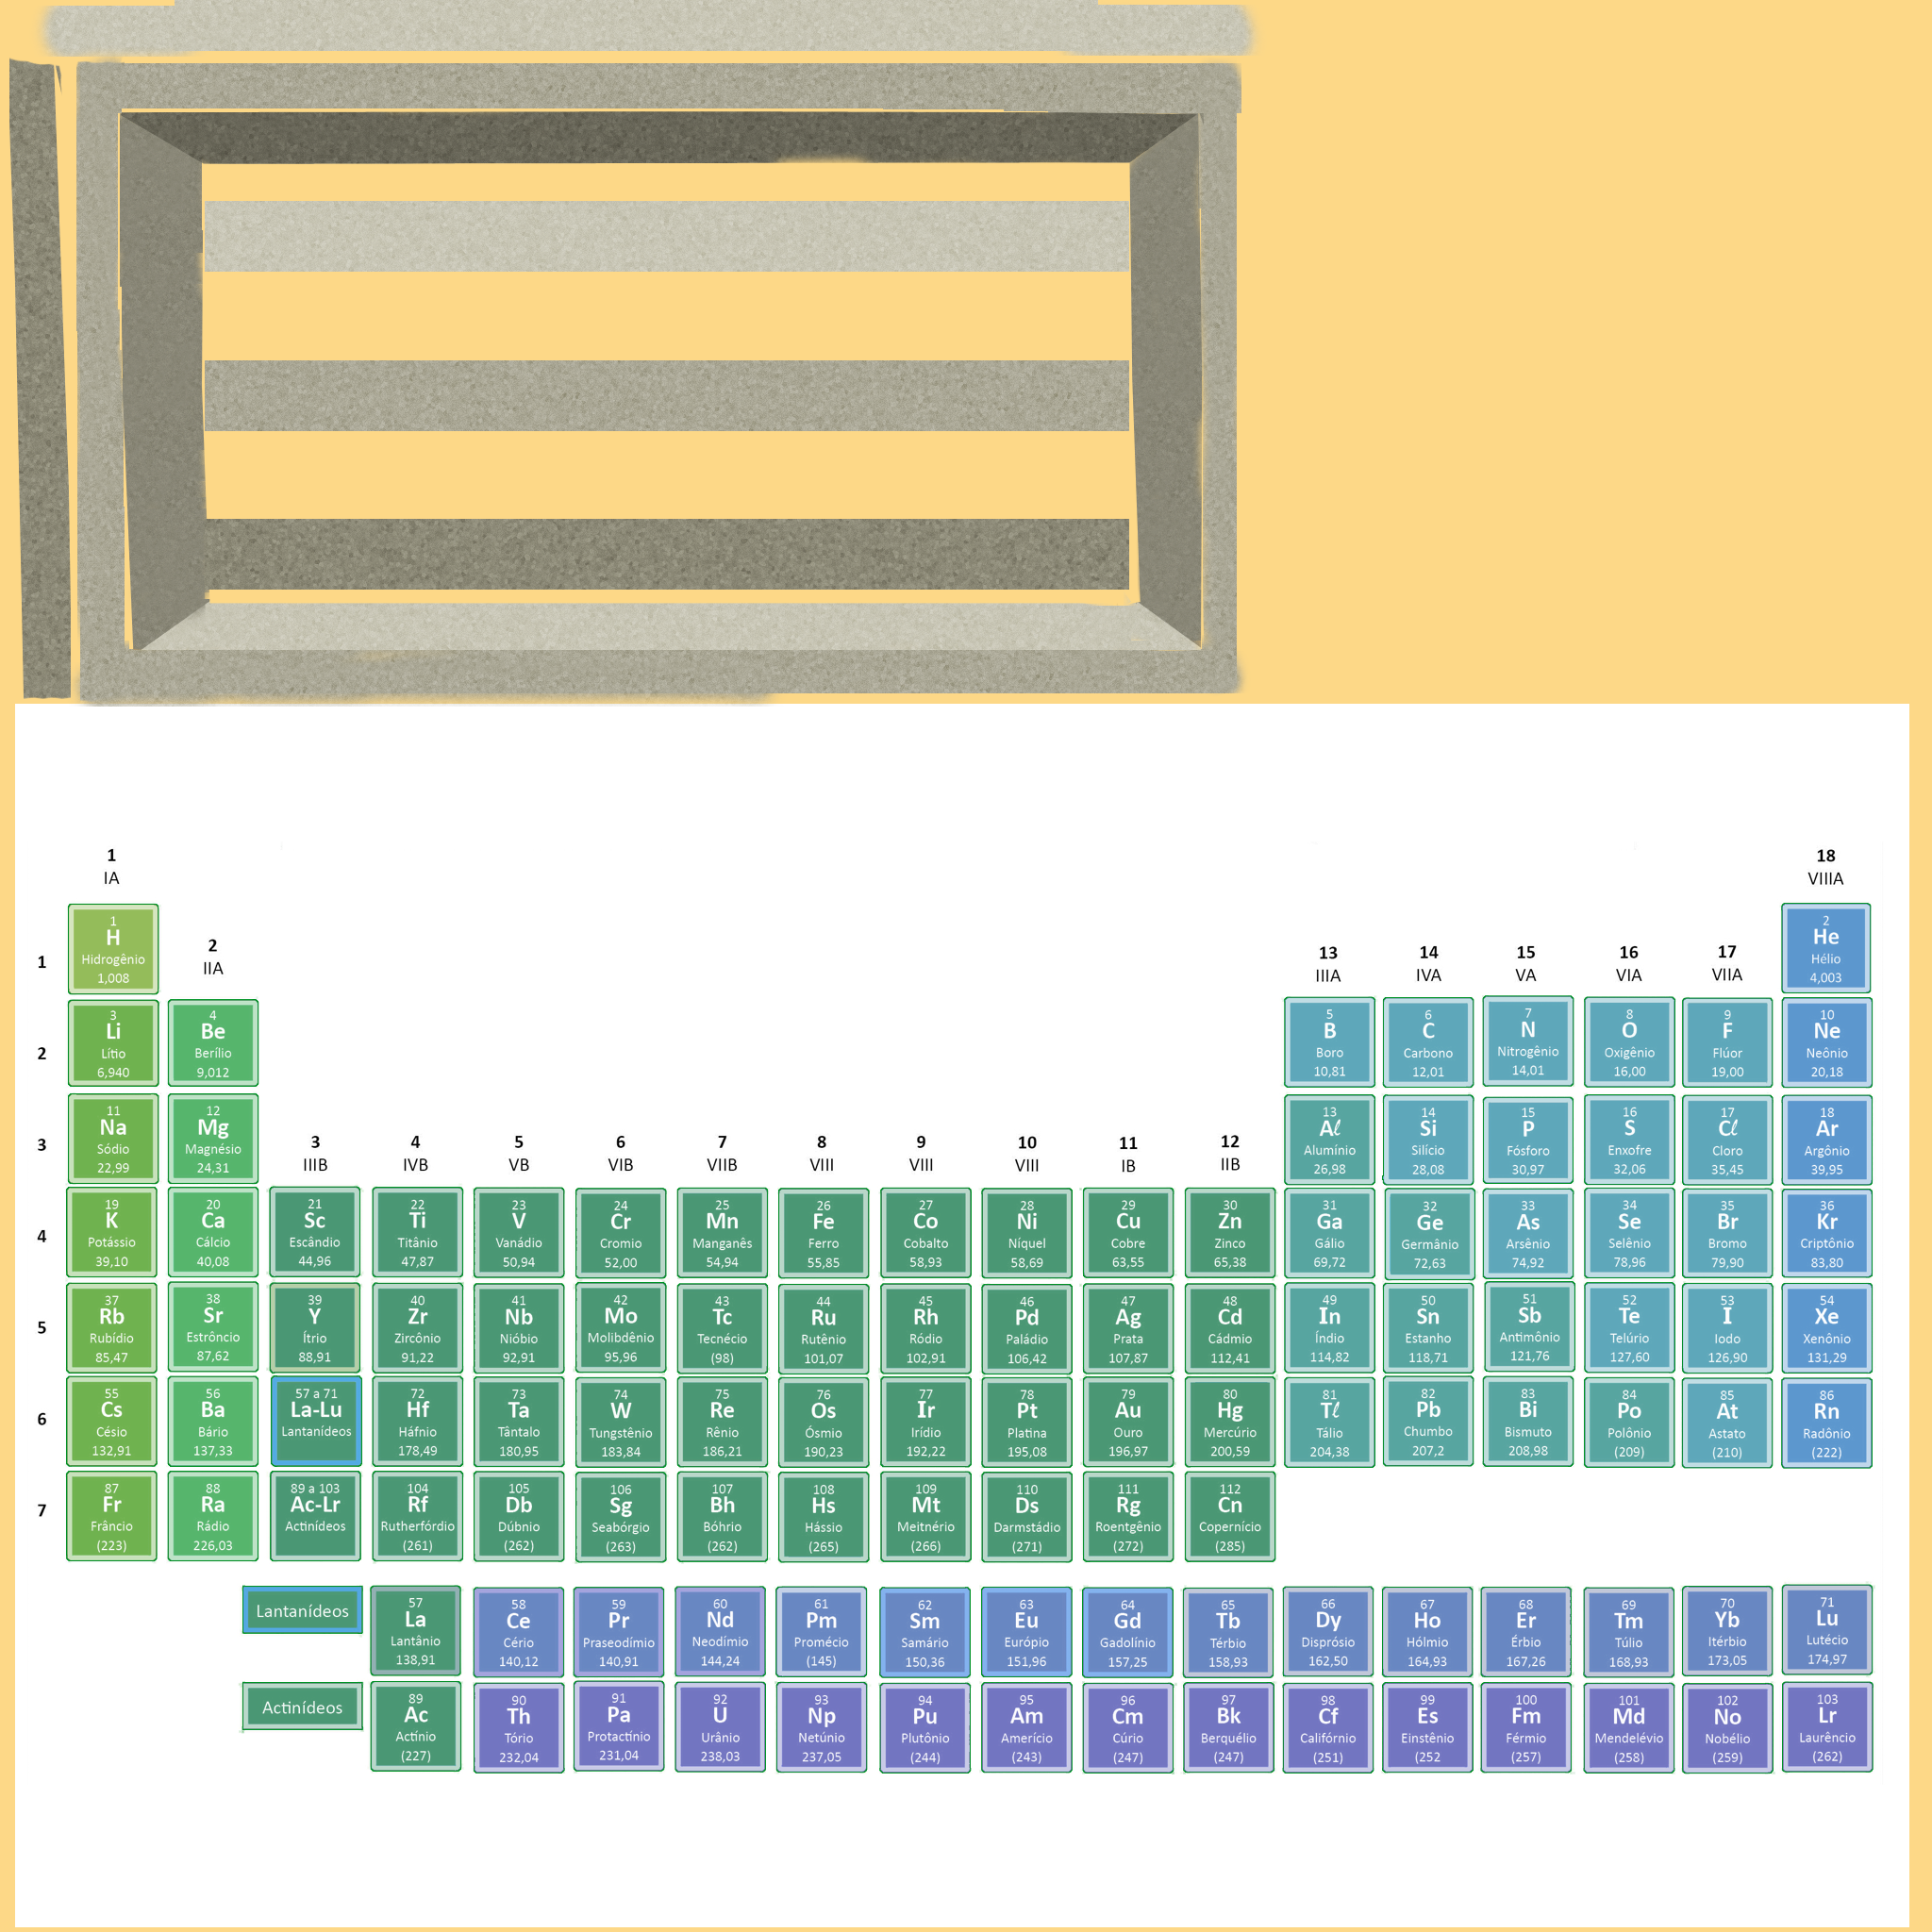 1
IA
18
VIIIA
1
H
Hidrogênio
1,008
2
He
Hélio
4,003
1
2
IIA
13
IIIA
14
IVA
15
VA
16
VIA
17
VIIA
3
Li
Lítio
6,940
4
Be
Berílio
9,012
5
B
Boro
10,81
6
C
Carbono
12,01
7
N
Nitrogênio
14,01
8
O
Oxigênio
16,00
9
F
Flúor
19,00
10
Ne
Neônio
20,18
2
11
Na
Sódio
22,99
12
Mg
Magnésio
24,31
13
Al
Alumínio
26,98
14
Si
Silício
28,08
15
P
Fósforo
30,97
16
S
Enxofre
32,06
17
Cl
Cloro
35,45
18
Ar
Argônio
39,95
3
3
IIIB
4
IVB
5
VB
6
VIB
7
VIIB
8
VIII
9
VIII
10
VIII
11
IB
12
IIB
4
19
K
Potássio
39,10
20
Ca
Cálcio
40,08
21
Sc
Escândio
44,96
22
Ti
Titânio
47,87
23
V
Vanádio
50,94
24
Cr
Cromio
52,00
25
Mn
Manganês
54,94
26
Fe
Ferro
55,85
27
Co
Cobalto
58,93
28
Ni
Níquel
58,69
29
Cu
Cobre
63,55
30
Zn
Zinco
65,38
31
Ga
Gálio
69,72
32
Ge
Germânio
72,63
33
As
Arsênio
74,92
34
Se
Selênio
78,96
35
Br
Bromo
79,90
36
Kr
Criptônio
83,80
5
37
Rb
Rubídio
85,47
38
Sr
Estrôncio
87,62
39
Y
Ítrio
88,91
40
Zr
Zircônio
91,22
41
Nb
Nióbio
92,91
42
Mo
Molibdênio
95,96
43
Tc
Tecnécio
(98)
44
Ru
Rutênio
101,07
45
Rh
Ródio
102,91
46
Pd
Paládio
106,42
47
Ag
Prata
107,87
48
Cd
Cádmio
112,41
49
In
Índio
114,82
50
Sn
Estanho
118,71
51
Sb
Antimônio
121,76
52
Te
Telúrio
127,60
53
I
Iodo
126,90
54
Xe
Xenônio
131,29
6
55
Cs
Césio
132,91
56
Ba
Bário
137,33
57 a 71
La-Lu
Lantanídeos
72
Hf
Háfnio
178,49
73
Ta
Tântalo
180,95
74
W
Tungstênio
183,84
75
Re
Rênio
186,21
76
Os
Ósmio
190,23
77
Ir
Irídio
192,22
78
Pt
Platina
195,08
79
Au
Ouro
196,97
80
Hg
Mercúrio
200,59
81
Tl
Tálio
204,38
82
Pb
Chumbo
207,2
83
Bi
Bismuto
208,98
84
Po
Polônio
(209)
85
At
Astato
(210)
86
Rn
Radônio
(222)
7
87
Fr
Frâncio
(223)
88
Ra
Rádio
226,03
89 a 103
Ac-Lr
Actinídeos
104
Rf
Rutherfórdio
(261)
105
Db
Dúbnio
(262)
106
Sg
Seabórgio
(263)
107
Bh
Bóhrio
(262)
108
Hs
Hássio
(265)
109
Mt
Meitnério
(266)
110
Ds
Darmstádio
(271)
111
Rg
Roentgênio
(272)
112
Cn
Copernício
(285)
Lantanídeos
57
La
Lantânio
138,91
58
Ce
Cério
140,12
59
Pr
Praseodímio
140,91
60
Nd
Neodímio
144,24
61
Pm
Promécio
(145)
62
Sm
Samário
150,36
63
Eu
Európio
151,96
64
Gd
Gadolínio
157,25
65
Tb
Térbio
158,93
66
Dy
Disprósio
162,50
67
Ho
Hólmio
164,93
68
Er
Érbio
167,26
69
Tm
Túlio
168,93
70
Yb
Itérbio
173,05
71
Lu
Lutécio
174,97
Actinídeos
89
Ac
Actínio
(227)
90
Th
Tório
232,04
91
Pa
Protactínio
231,04
92
U
Urânio
238,03
93
Np
Netúnio
237,05
94
Pu
Plutônio
(244)
95
Am
Amerício
(243)
96
Cm
Cúrio
(247)
97
Bk
Berquélio
(247)
98
Cf
Califórnio
(251)
99
Es
Einstênio
(252
100
Fm
Férmio
(257)
101
Md
Mendelévio
(258)
102
No
Nobélio
(259)
103
Lr
Laurêncio
(262)